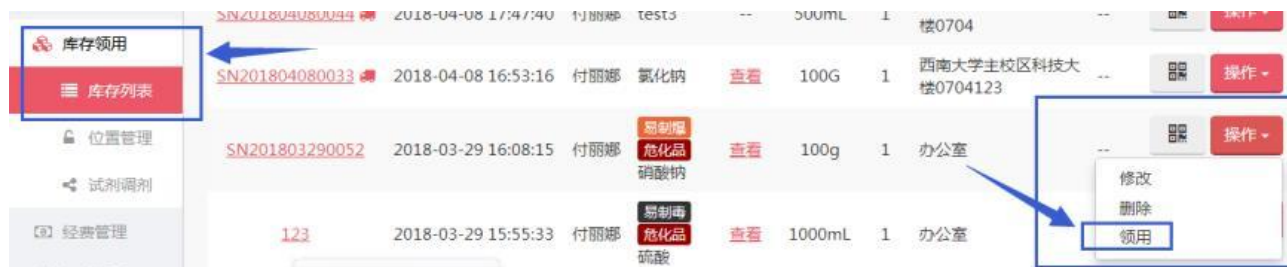 SN201804080044 2018-04-08 17:47:40 付丽娜 test3 -- 500mL 1 楼0704 -- 操作
库存领用
SN201804080033 2018-04-08 16:53:16 付丽娜 氯化钠 查看 100G 1 西南大学主校区科技大 -- 操作
楼0704123
库存列表
位置管理
易制爆
SN201803290052 2018-03-29 16:08:15 付丽娜 危化品 查看 100g 1 办公室 -- 操作
硝酸钠
试剂调剂
修改
删除
领用
经费管理
易制毒
123 2018-03-29 15:55:33 付丽娜 危化品 查看 1000mL 1 办公室
硫酸